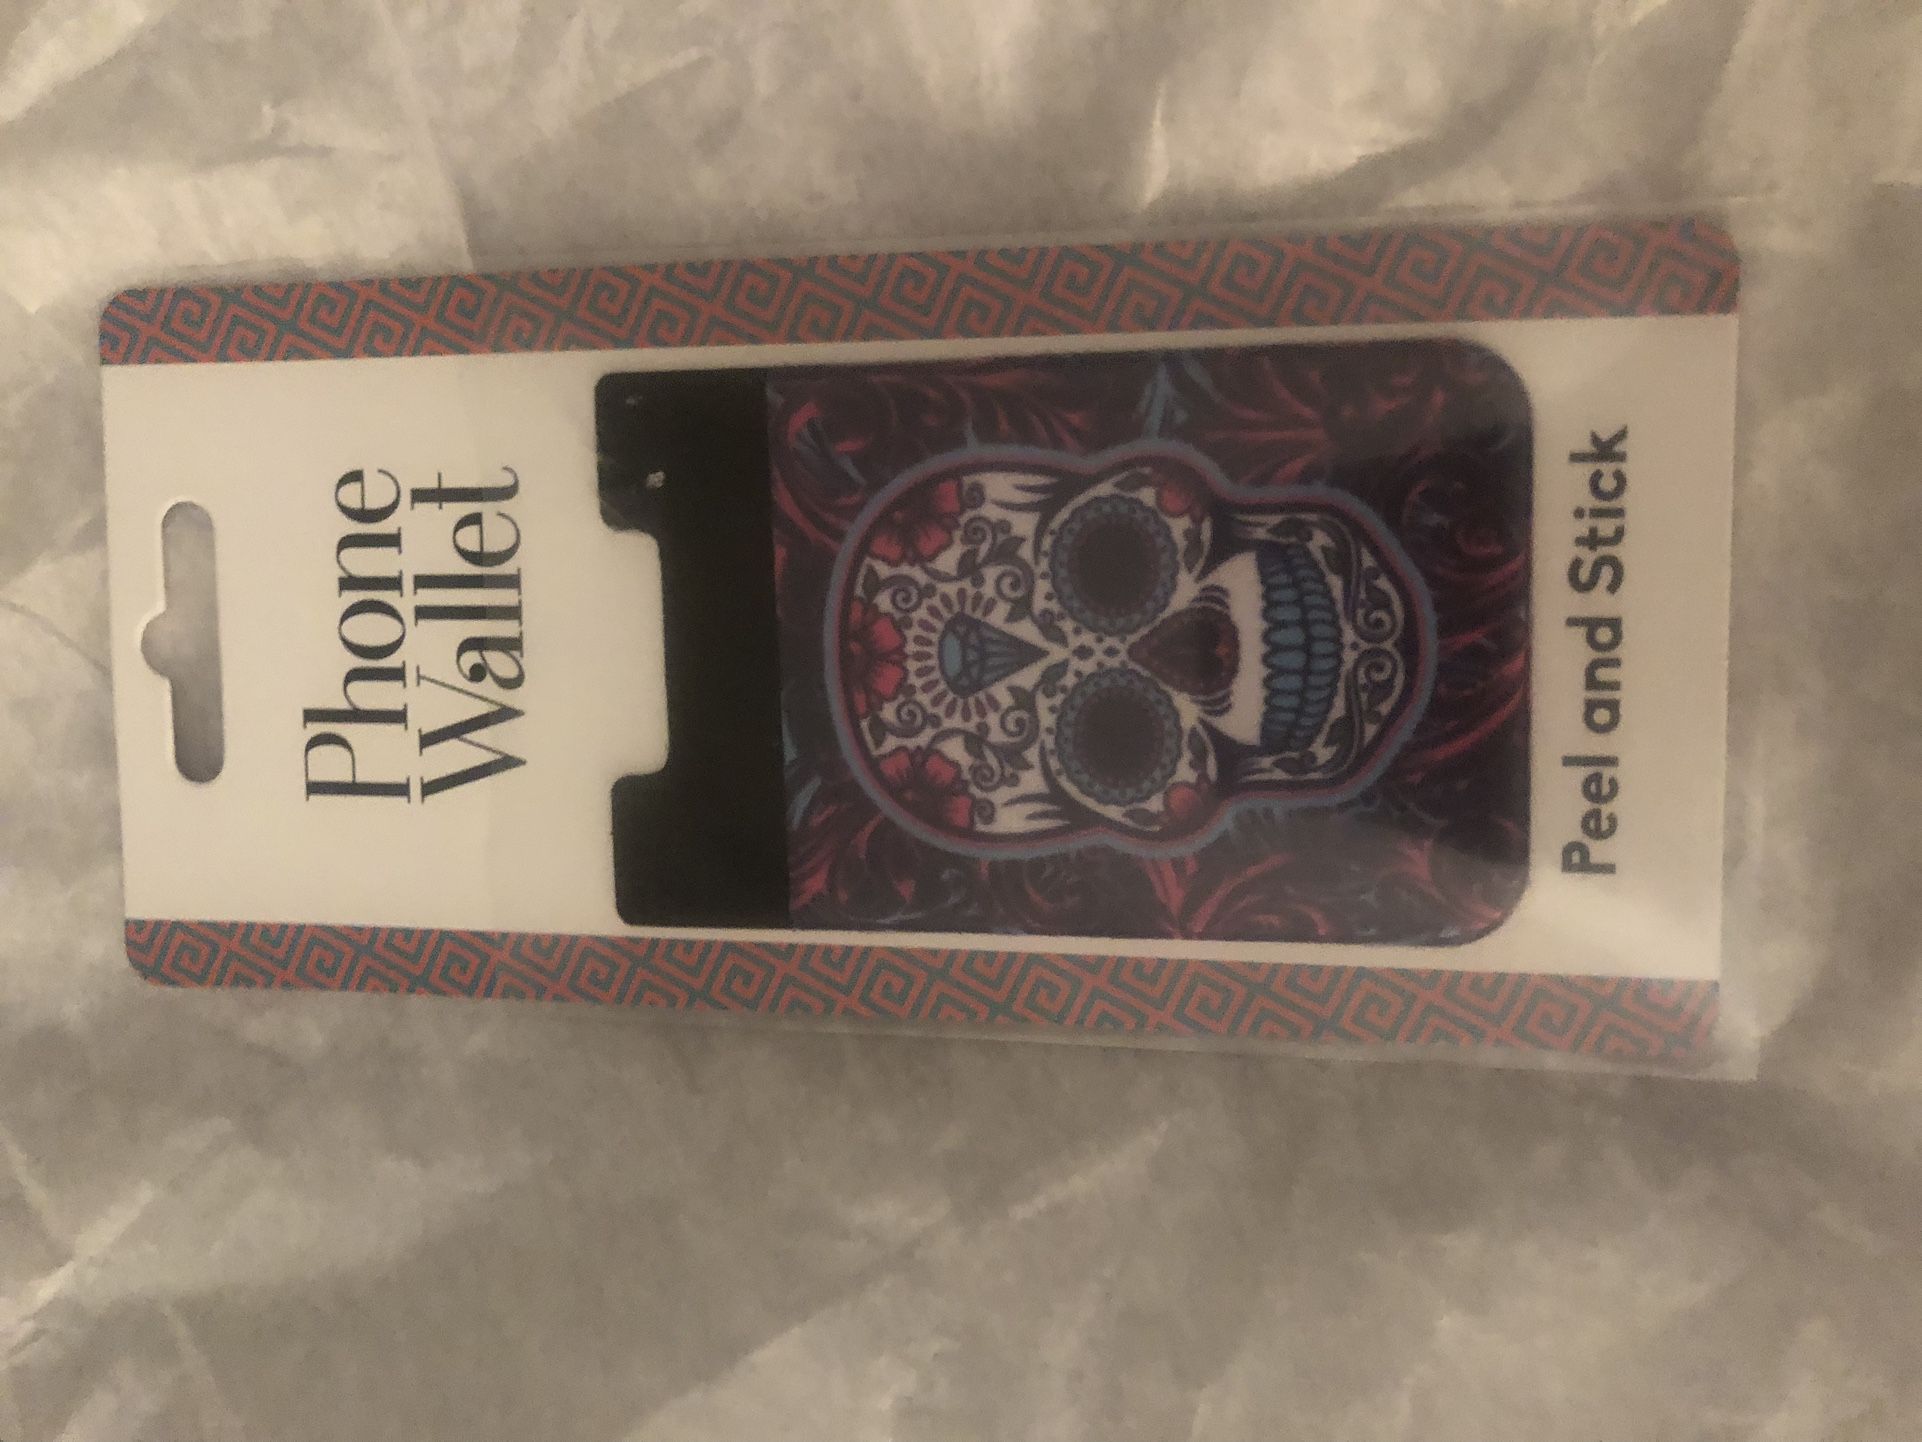 Phone
Wallet
Peel and Stick